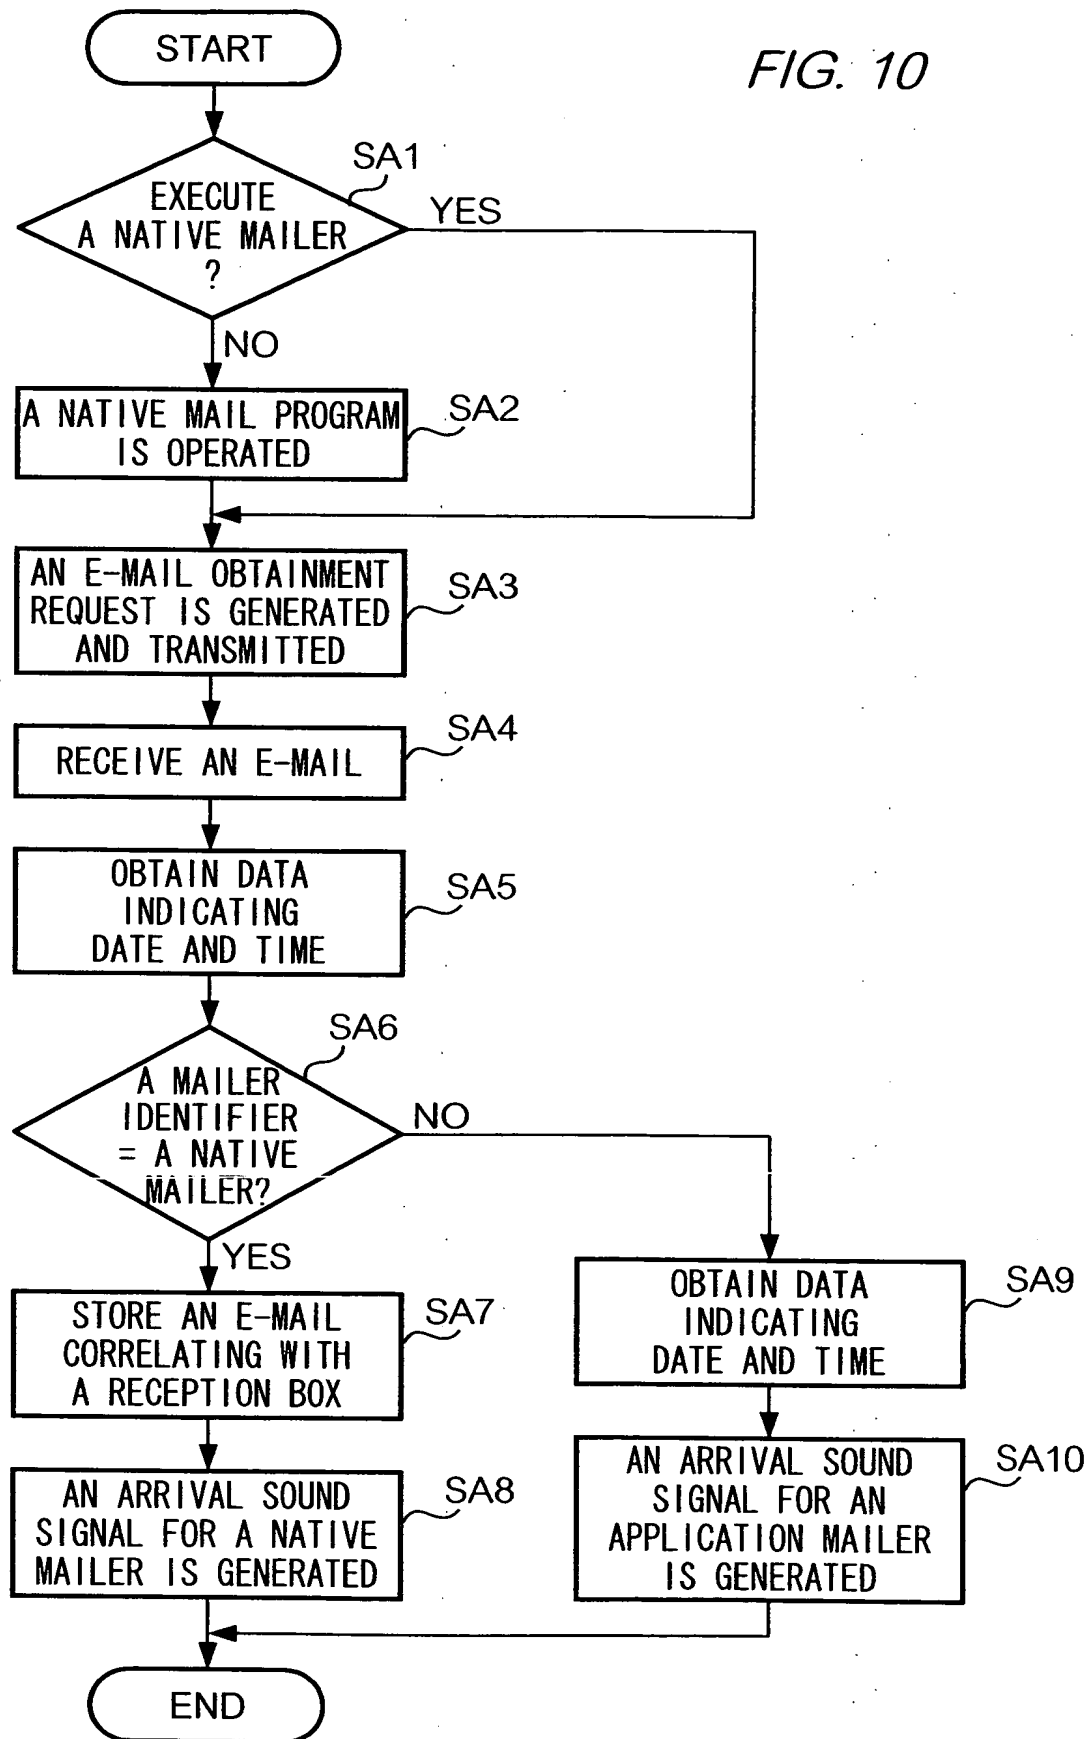 START
FIG. 10
SA1
EXECUTE
A NATIVE MAILER
?
YES
NO
A NATIVE MAIL PROGRAM
IS OPERATED
SA2
AN E-MAIL OBTAINMENT
REQUEST IS GENERATED
AND TRANSMITTED
SA3
RECEIVE AN E-MAIL
SA4
OBTAIN DATA
INDICATING
DATE AND TIME
SA5
SA6
A MAILER
IDENTIFIER
= A NATIVE
MAILER?
NO
YES
STORE AN E-MAIL
CORRELATING WITH
A RECEPTION BOX
SA7
AN ARRIVAL SOUND
SIGNAL FOR A NATIVE
MAILER IS GENERATED
SA8
OBTAIN DATA
INDICATING
DATE AND TIME
SA9
AN ARRIVAL SOUND
SIGNAL FOR AN
APPLICATION MAILER
IS GENERATED
SA10
END